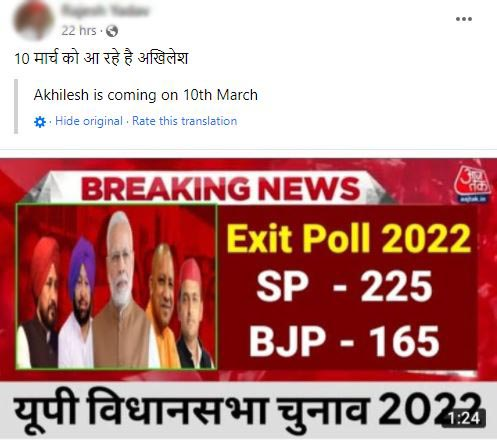 22 hrs ·
10 मार्च को आ रहे है अखिलेश
Akhilesh is coming on 10th March
· Hide original · Rate this translation
BREAKING NEWS
आज तक
aajtak.in
Exit Poll 2022
SP - 225
BJP - 165
यूपी विधानसभा चुनाव 2022
1:24